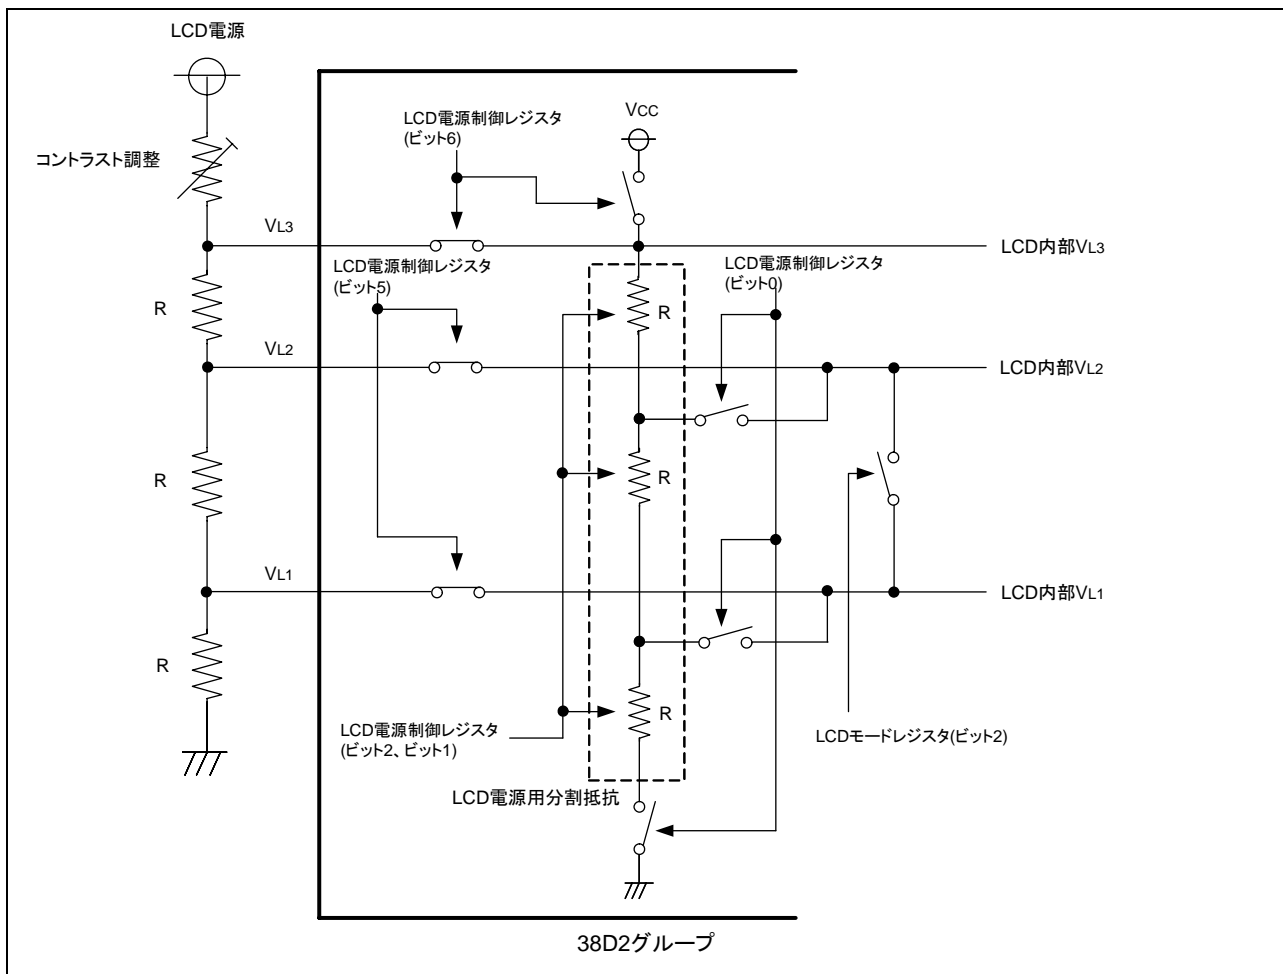 LCD電源
コントラスト調整
LCD電源制御レジスタ
(ビット6)
VCC
VL3
LCD内部VL3
LCD電源制御レジスタ
(ビット5)
LCD電源制御レジスタ
(ビット0)
R
R
VL2
LCD内部VL2
R
R
VL1
LCD内部VL1
R
R
LCD電源制御レジスタ
(ビット2、ビット1)
LCDモードレジスタ(ビット2)
LCD電源用分割抵抗
38D2グループ